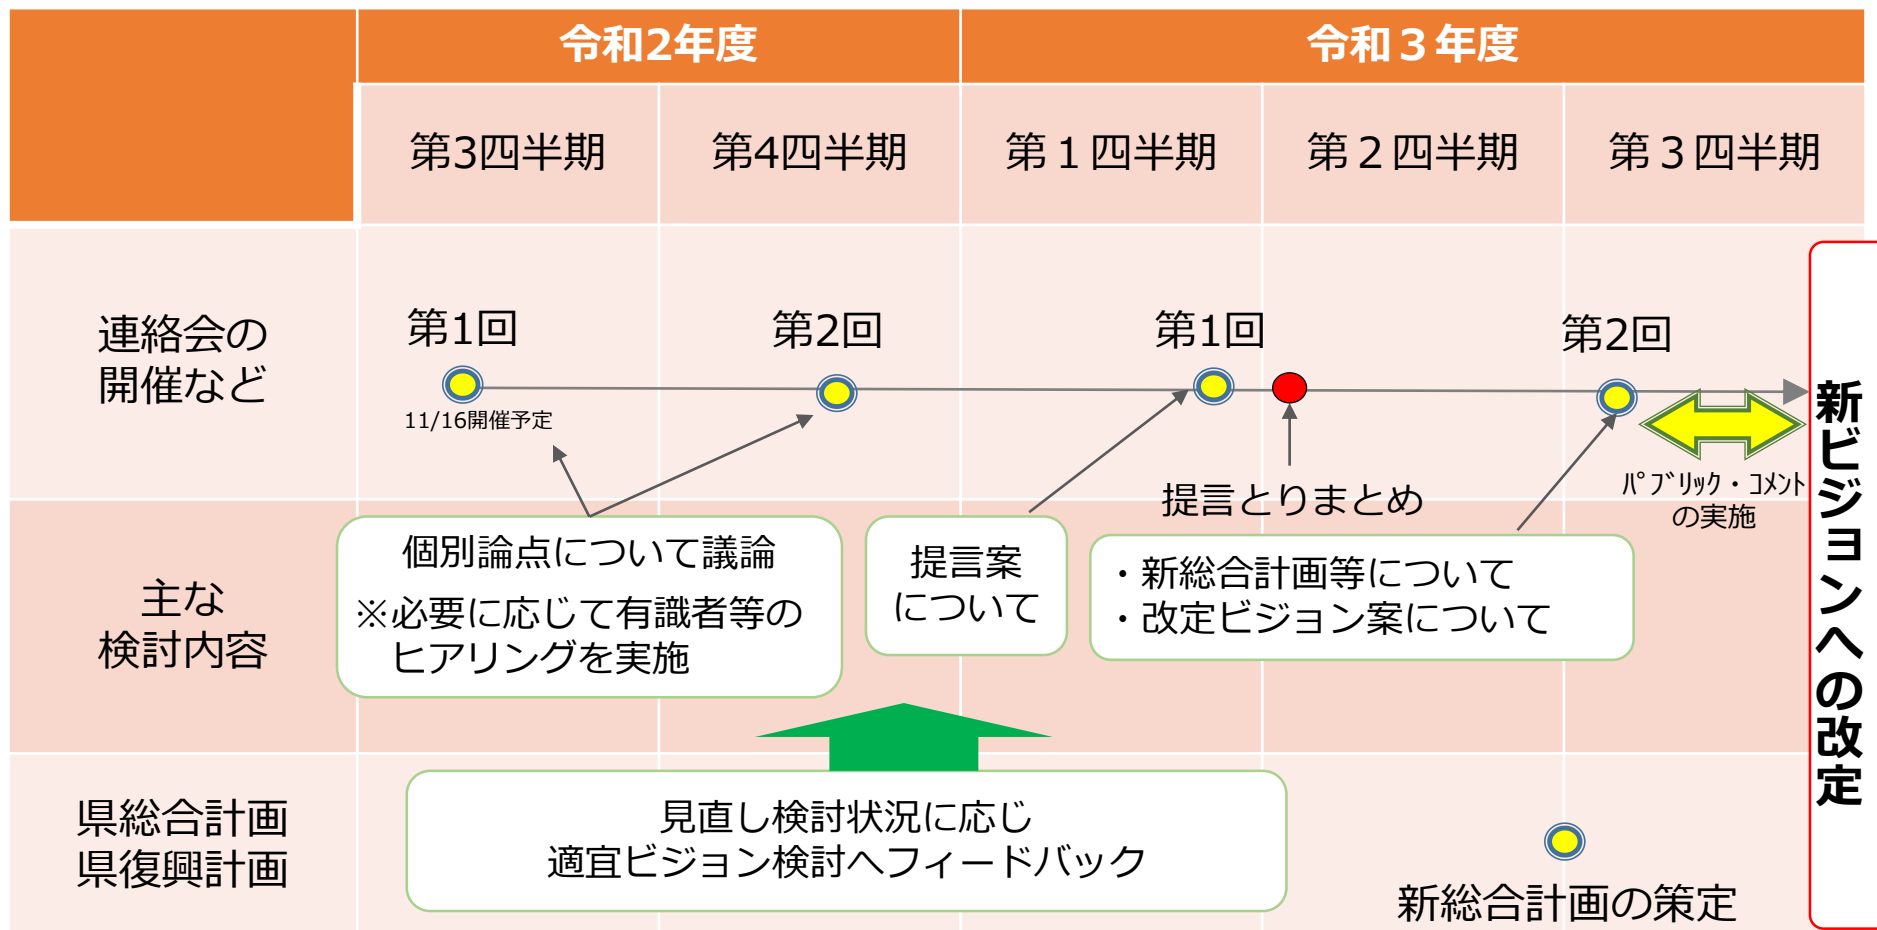 令和2年度
令和３年度
第3四半期
第4四半期
第１四半期
第２四半期
第３四半期
連絡会の
開催など
第1回
11/16開催予定
第2回
第1回
第2回
提言とりまとめ
ﾊﾟﾌﾞﾘｯｸ・ｺﾒﾝﾄ
の実施
新ビジョンへの改定
主な
検討内容
個別論点について議論
※必要に応じて有識者等の
ヒアリングを実施
提言案
について
・新総合計画等について
・改定ビジョン案について
県総合計画
県復興計画
見直し検討状況に応じ
適宜ビジョン検討へフィードバック
新総合計画の策定